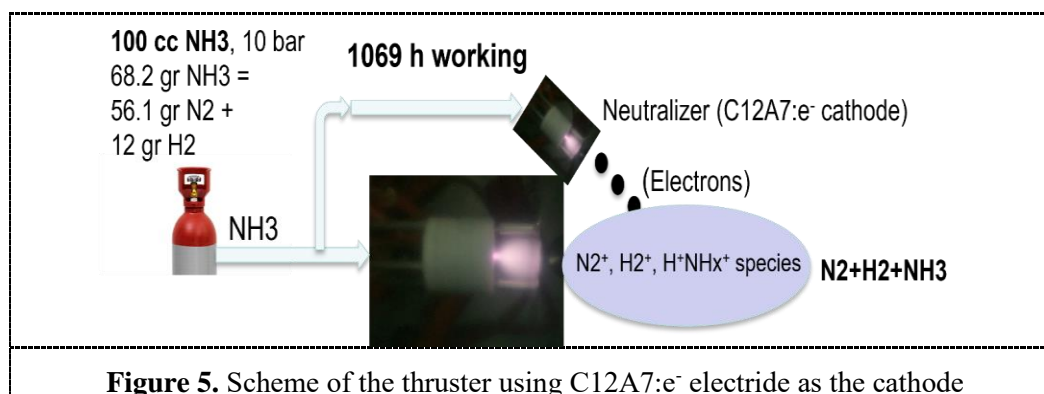 100 cc NH3, 10 bar
68.2 gr NH3 =
56.1 gr N2 +
12 gr H2
1069 h working
Neutralizer (C12A7:e- cathode)
(Electrons)
NH3
N2+, H2+, H+NHx+ species
N2+H2+NH3
Figure 5. Scheme of the thruster using C12A7:e- electride as the cathode